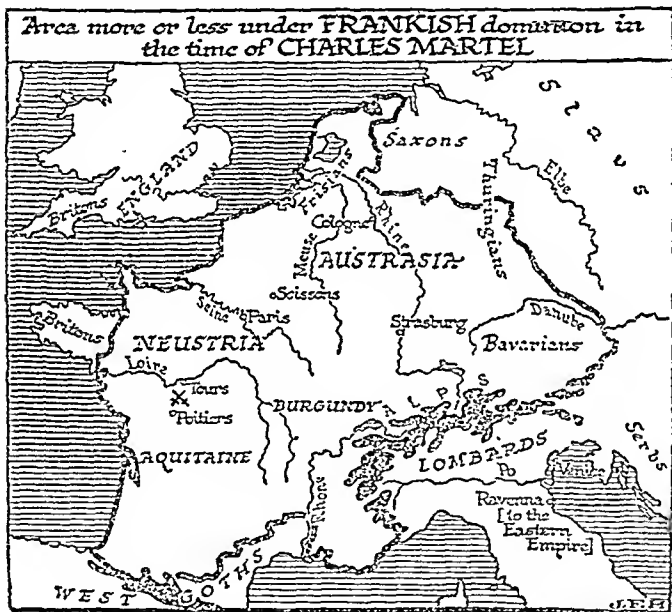 Area more or less under FRANKISH dominion in
the time of CHARLES MARTEL
Slavs
Saxons
Elbe
ENGLAND
Britons
Frisians
Thuringians
Cologne
Rhine
Meuse
AUSTRASIA
Soissons
Seine
Paris
Strasburg
Danube
Britons
NEUSTRIA
Bavarians
Loire
Tours
Poitiers
BURGUNDY
ALPS
Serbs
AQUITAINE
LOMBARDS
Po
Rhone
Ravenna
[to the
Eastern
Empire]
WEST GOTHS
J.F.H.